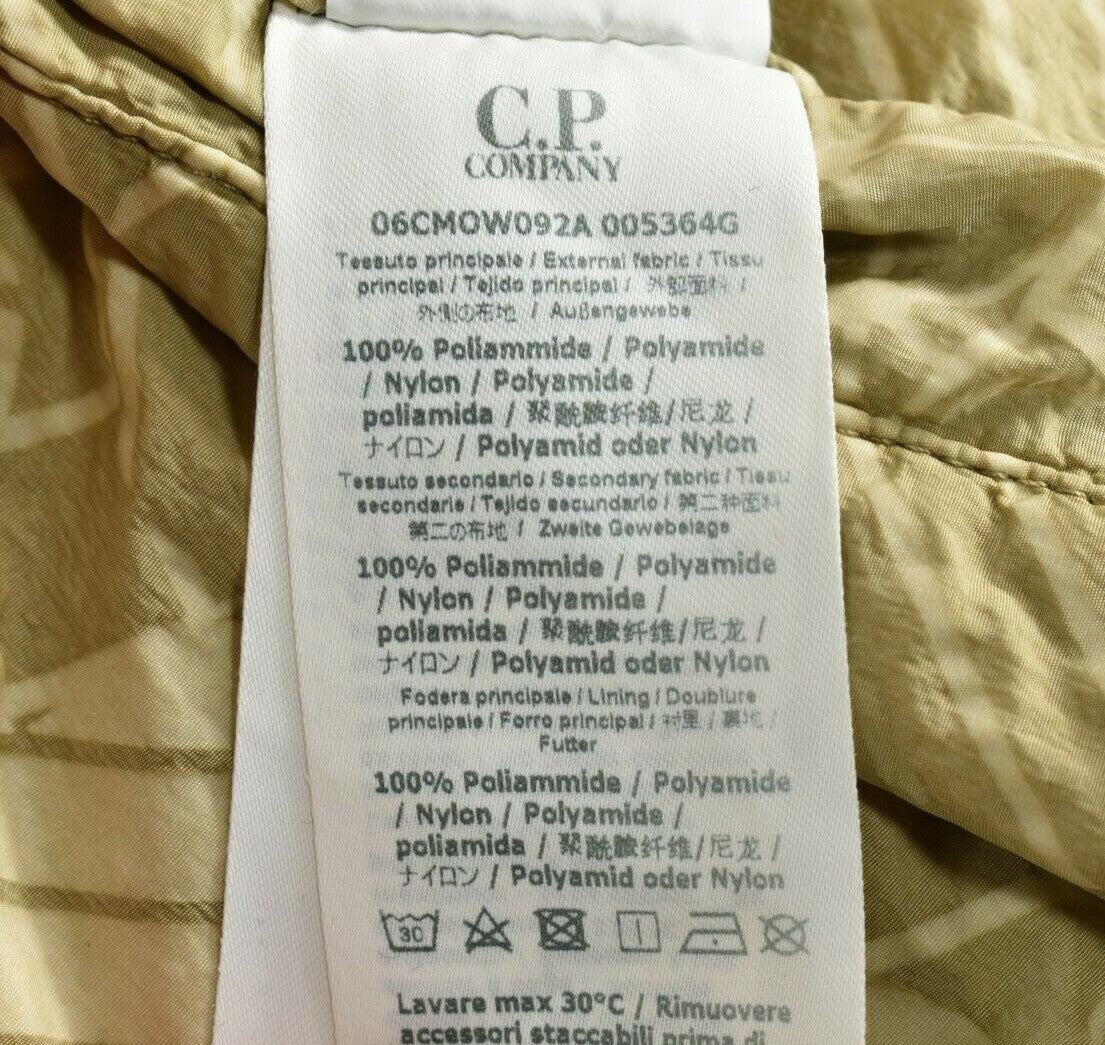 C.P.
COMPANY
06CMOW092A 005364G
Tessuto principale / External fabric / Tissu
principal / Tejido principal / 外部面料 /
外側の布地 / Außengewebe
100% Poliammide / Polyamide
/ Nylon / Polyamide /
poliamida / 聚酰胺纤维/尼龙 /
ナイロン / Polyamid oder Nylon
Tessuto secondario / Secondary fabric / Tissu
secondarie / Tejido secundario / 第二种面料
第二の布地 / Zweite Gewebelage
100% Poliammide / Polyamide
/ Nylon / Polyamide /
poliamida / 聚酰胺纤维/尼龙 /
ナイロン / Polyamid oder Nylon
Fodera principale / Lining / Doublure
principale / Forro principal / 衬里 / 裏地 /
Futter
100% Poliammide / Polyamide
/ Nylon / Polyamide /
poliamida / 聚酰胺纤维/尼龙 /
ナイロン / Polyamid oder Nylon
30
Lavare max 30°C / Rimuovere
accessori staccabili prima di